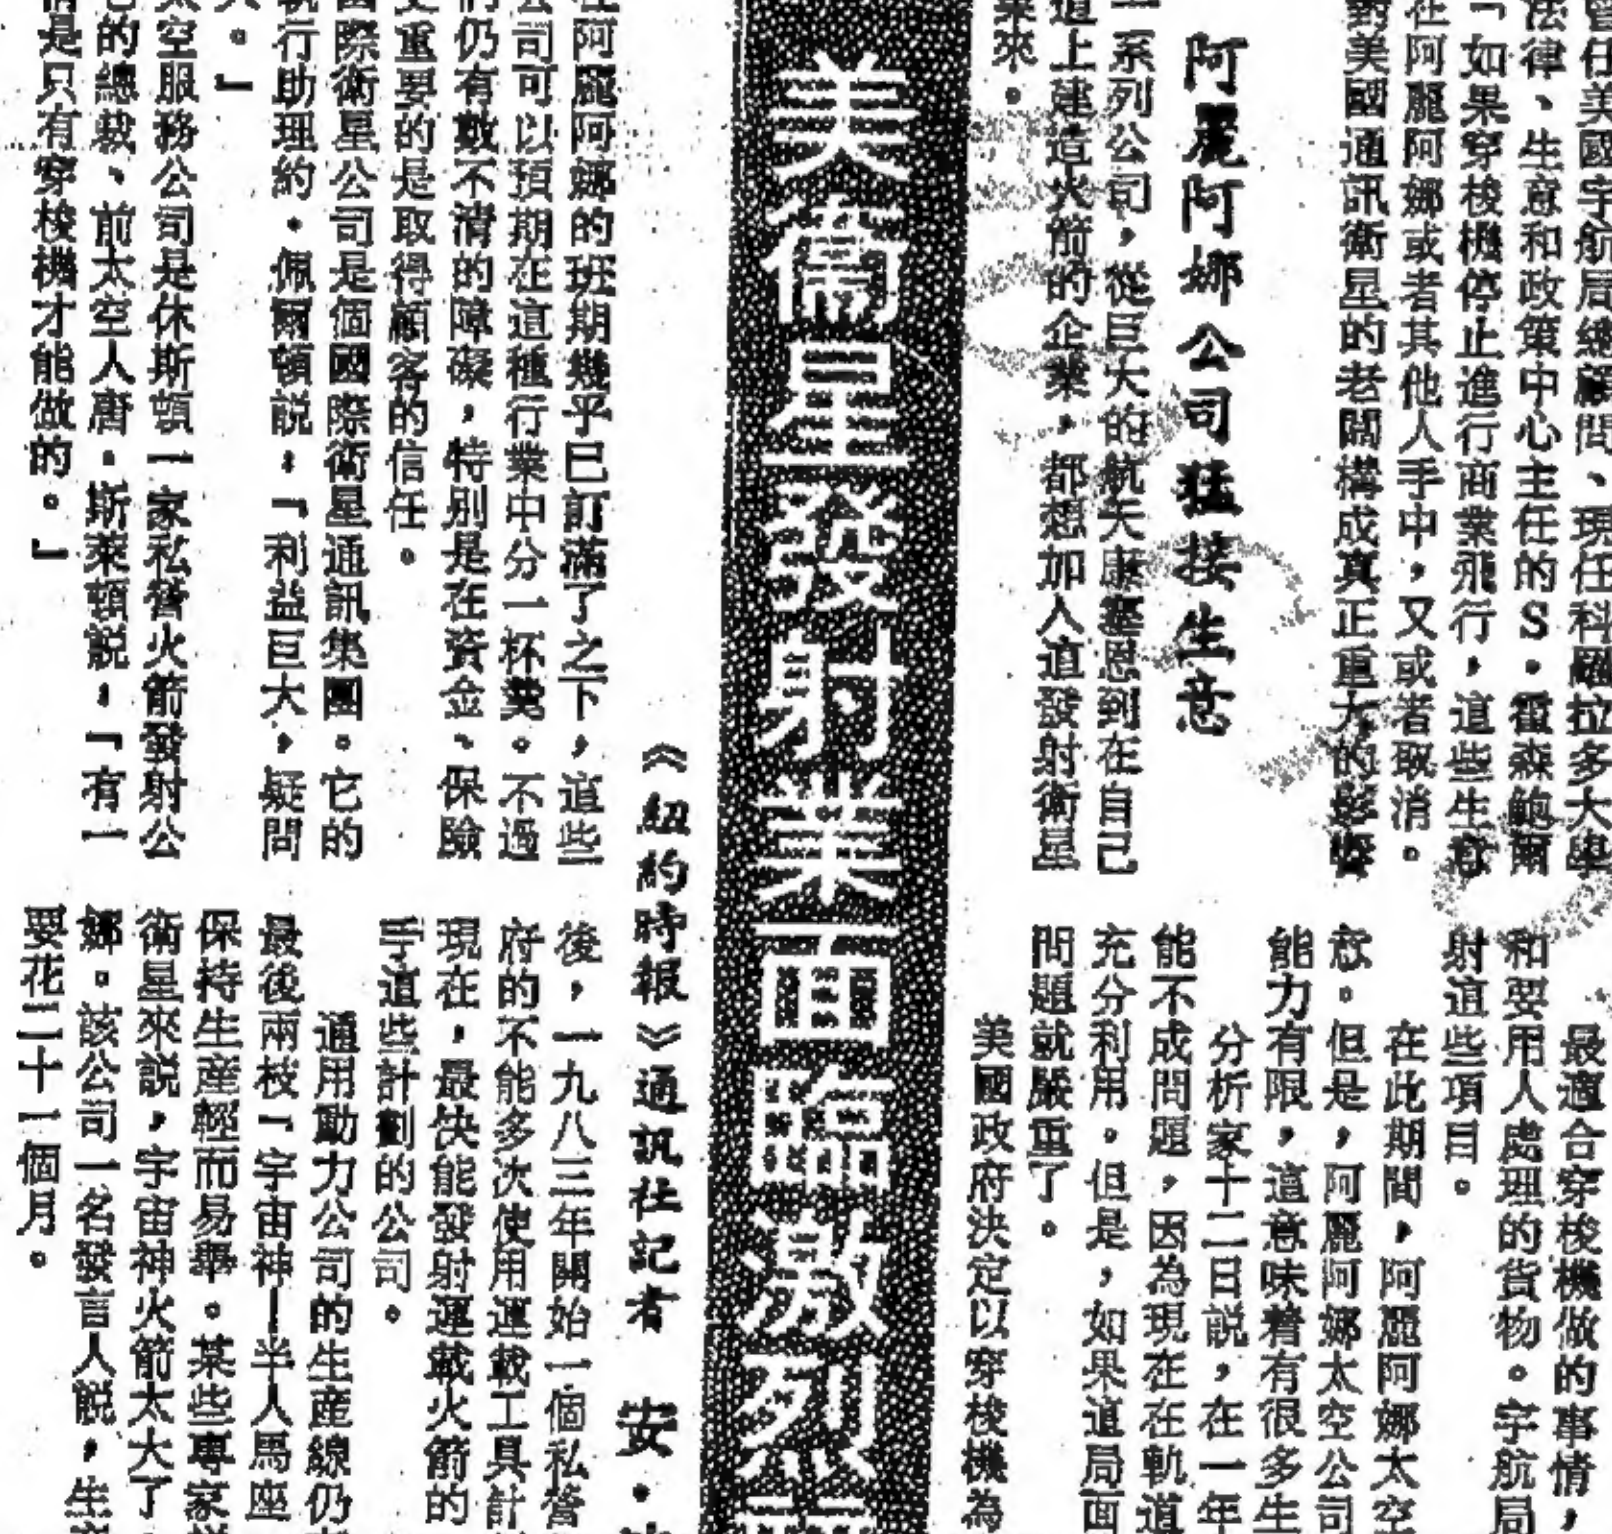 曾任美國宇航局總顧問、現任科羅拉多大學
法律、生意和政策中心主任的S·霍森鮑爾
「如果穿梭機停止進行商業飛行，這些生意
在阿麗阿娜或者其他人手中，又或者取消。
對美國通訊衛星的老闆構成真正重大的影響
阿麗阿娜公司猛接生意
一系列公司，從巨大的航天康塞恩到在自己
道上建造火箭的企業，都想加入這發射衛星
業來。
最適合穿梭機做的事情，
和要用人處理的貨物。宇航局
射這些項目。
在此期間，阿麗阿娜太空
意。但是，阿麗阿娜太空公司
能力有限，這意味着有很多生
分析家十二日說，在一年
能不成問題，因為現在在軌道
充分利用。但是，如果這局面
問題就嚴重了。
美國政府決定以穿梭機為
美衞星發射業面臨激烈
《紐約時報》通訊社記者 安·
在阿麗阿娜的班期幾乎已訂滿了之下，這些
公司可以預期在這種行業中分一杯羹。不過
們仍有數不清的障礙，特別是在資金、保險
更重要的是取得顧客的信任。
國際衛星公司是個國際衛星通訊集團。它的
執行助理約·佩爾頓說：「利益巨大，疑問
大。」
太空服務公司是休斯頓一家私營火箭發射公
的總裁、前太空人唐·斯萊頓說：「有一
情是只有穿梭機才能做的。」
後，一九八三年開始一個私營
府的不能多次使用運載工具計
現在，最快能發射運載火箭的
乎這些計劃的公司。
通用動力公司的生産線仍
最後兩枝「宇宙神—半人馬座
保持生産輕而易舉。某些專家
衛星來說，宇宙神火箭太大了
娜。該公司一名發言人說，生
要花二十一個月。